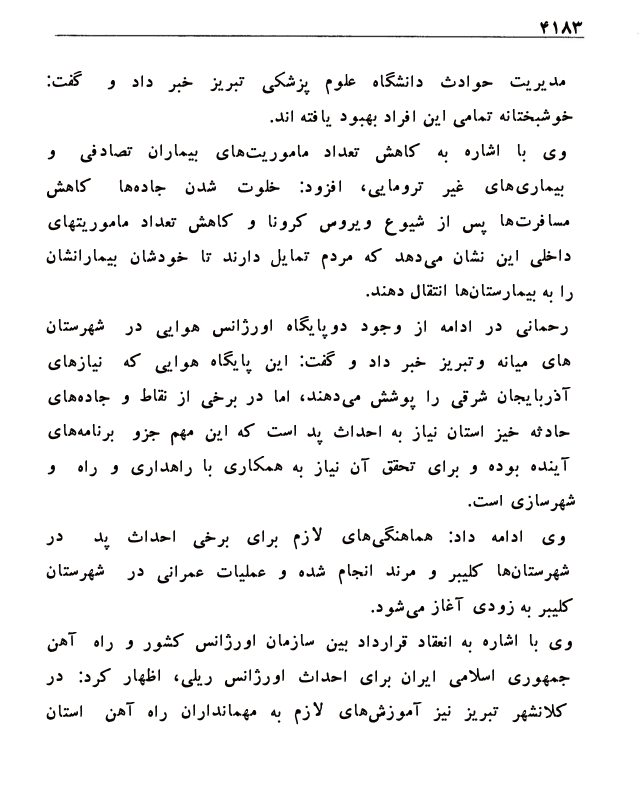 ۴۱۸۳
مدیریت حوادث دانشگاه علوم پزشکی تبریز خبر داد و گفت:
خوشبختانه تمامی این افراد بهبود یافته اند.
وی با اشاره به کاهش تعداد ماموریت‌های بیماران تصادفی و
بیماری‌های غیر ترومایی، افزود: خلوت شدن جاده‌ها کاهش
مسافرت‌ها پس از شیوع ویروس کرونا و کاهش تعداد ماموریتهای
داخلی این نشان می‌دهد که مردم تمایل دارند تا خودشان بیمارانشان
را به بیمارستان‌ها انتقال دهند.
رحمانی در ادامه از وجود دوپایگاه اورژانس هوایی در شهرستان
های میانه وتبریز خبر داد و گفت: این پایگاه هوایی که نیازهای
آذربایجان شرقی را پوشش می‌دهند، اما در برخی از نقاط و جاده‌های
حادثه خیز استان نیاز به احداث پد است که این مهم جزو برنامه‌های
آینده بوده و برای تحقق آن نیاز به همکاری با راهداری و راه و
شهرسازی است.
وی ادامه داد: هماهنگی‌های لازم برای برخی احداث پد در
شهرستان‌ها کلیبر و مرند انجام شده و عملیات عمرانی در شهرستان
کلیبر به زودی آغاز می‌شود.
وی با اشاره به انعقاد قرارداد بین سازمان اورژانس کشور و راه آهن
جمهوری اسلامی ایران برای احداث اورژانس ریلی، اظهار کرد: در
کلانشهر تبریز نیز آموزش‌های لازم به مهمانداران راه آهن استان